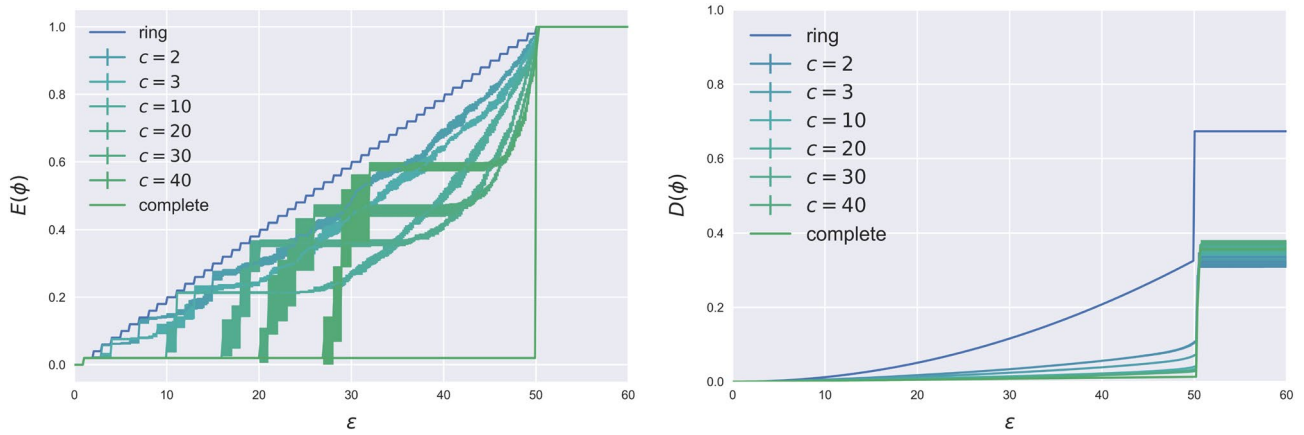 1.0
0.8
0.6
0.4
0.2
0.0
E(ϕ)
ring
c = 2
c = 3
c = 10
c = 20
c = 30
c = 40
complete
0 10 20 30 40 50 60
ε
1.0
0.8
0.6
0.4
0.2
0.0
D(ϕ)
ring
c = 2
c = 3
c = 10
c = 20
c = 30
c = 40
complete
0 10 20 30 40 50 60
ε